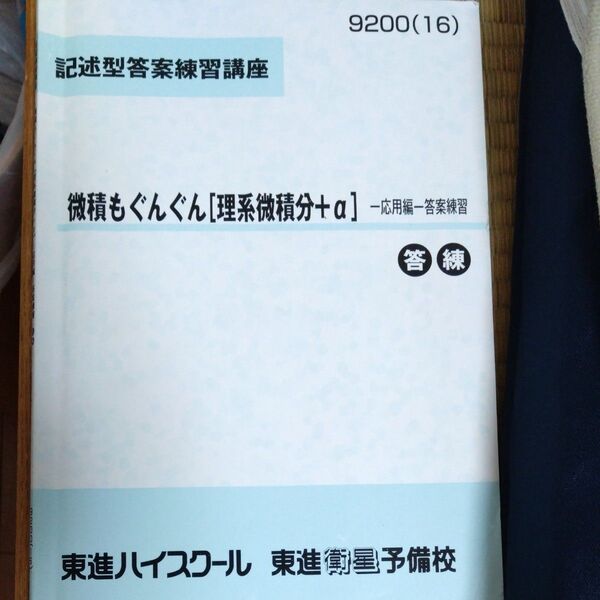 9200(16)
記述型答案練習講座
微積もぐんぐん[理系微積分+α] ー応用編ー答案練習
答練
東進ハイスクール 東進衛星予備校